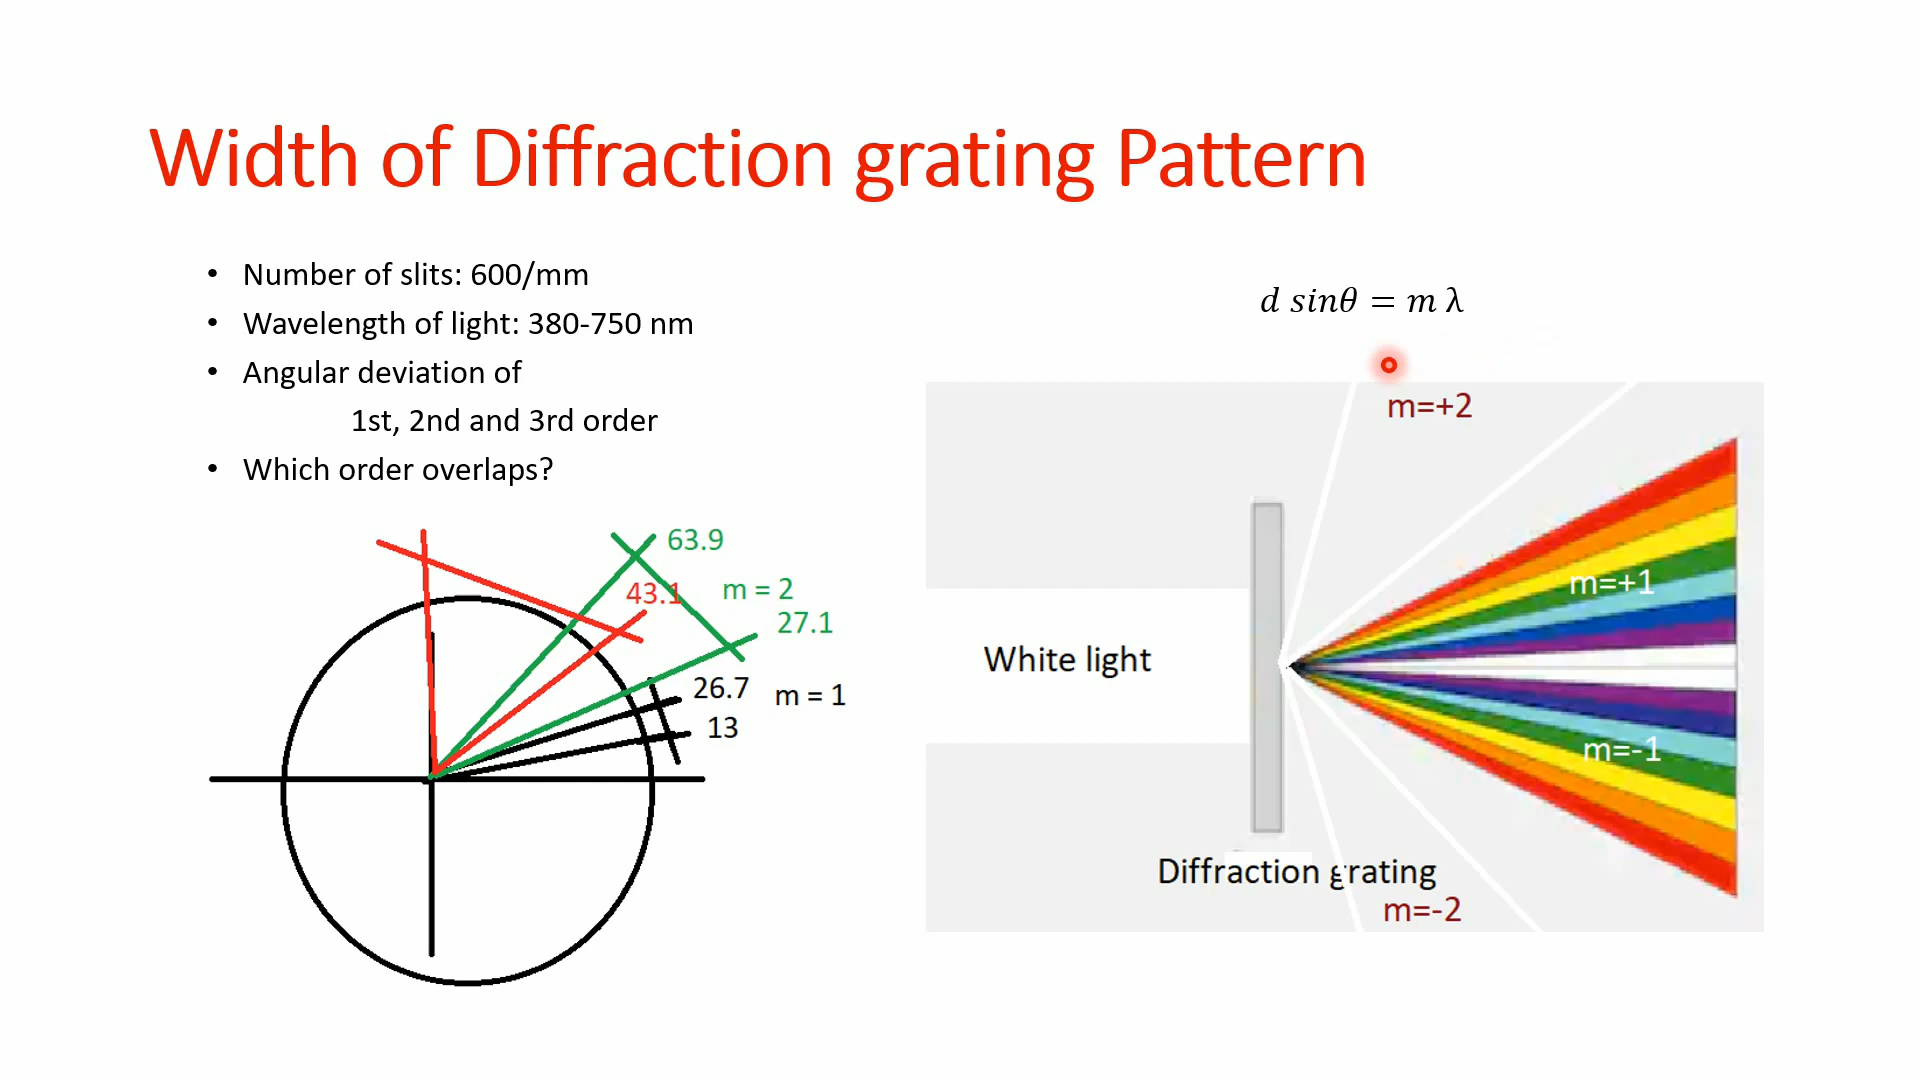 Width of Diffraction grating Pattern
• Number of slits: 600/mm
• Wavelength of light: 380-750 nm
• Angular deviation of
1st, 2nd and 3rd order
• Which order overlaps?
63.9
43.1
m = 2
27.1
26.7
m = 1
13
d sinθ = m λ
m=+2
m=+1
White light
m=-1
Diffraction grating
m=-2